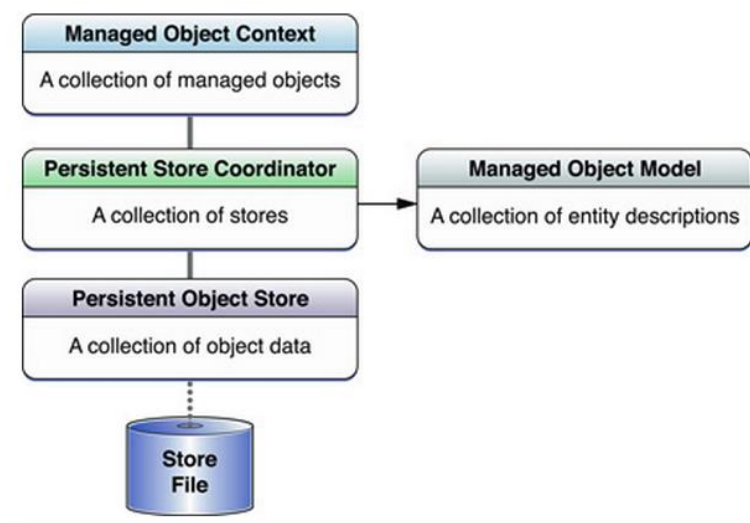 Managed Object Context
A collection of managed objects
Persistent Store Coordinator
A collection of stores
Managed Object Model
A collection of entity descriptions
Persistent Object Store
A collection of object data
Store
File